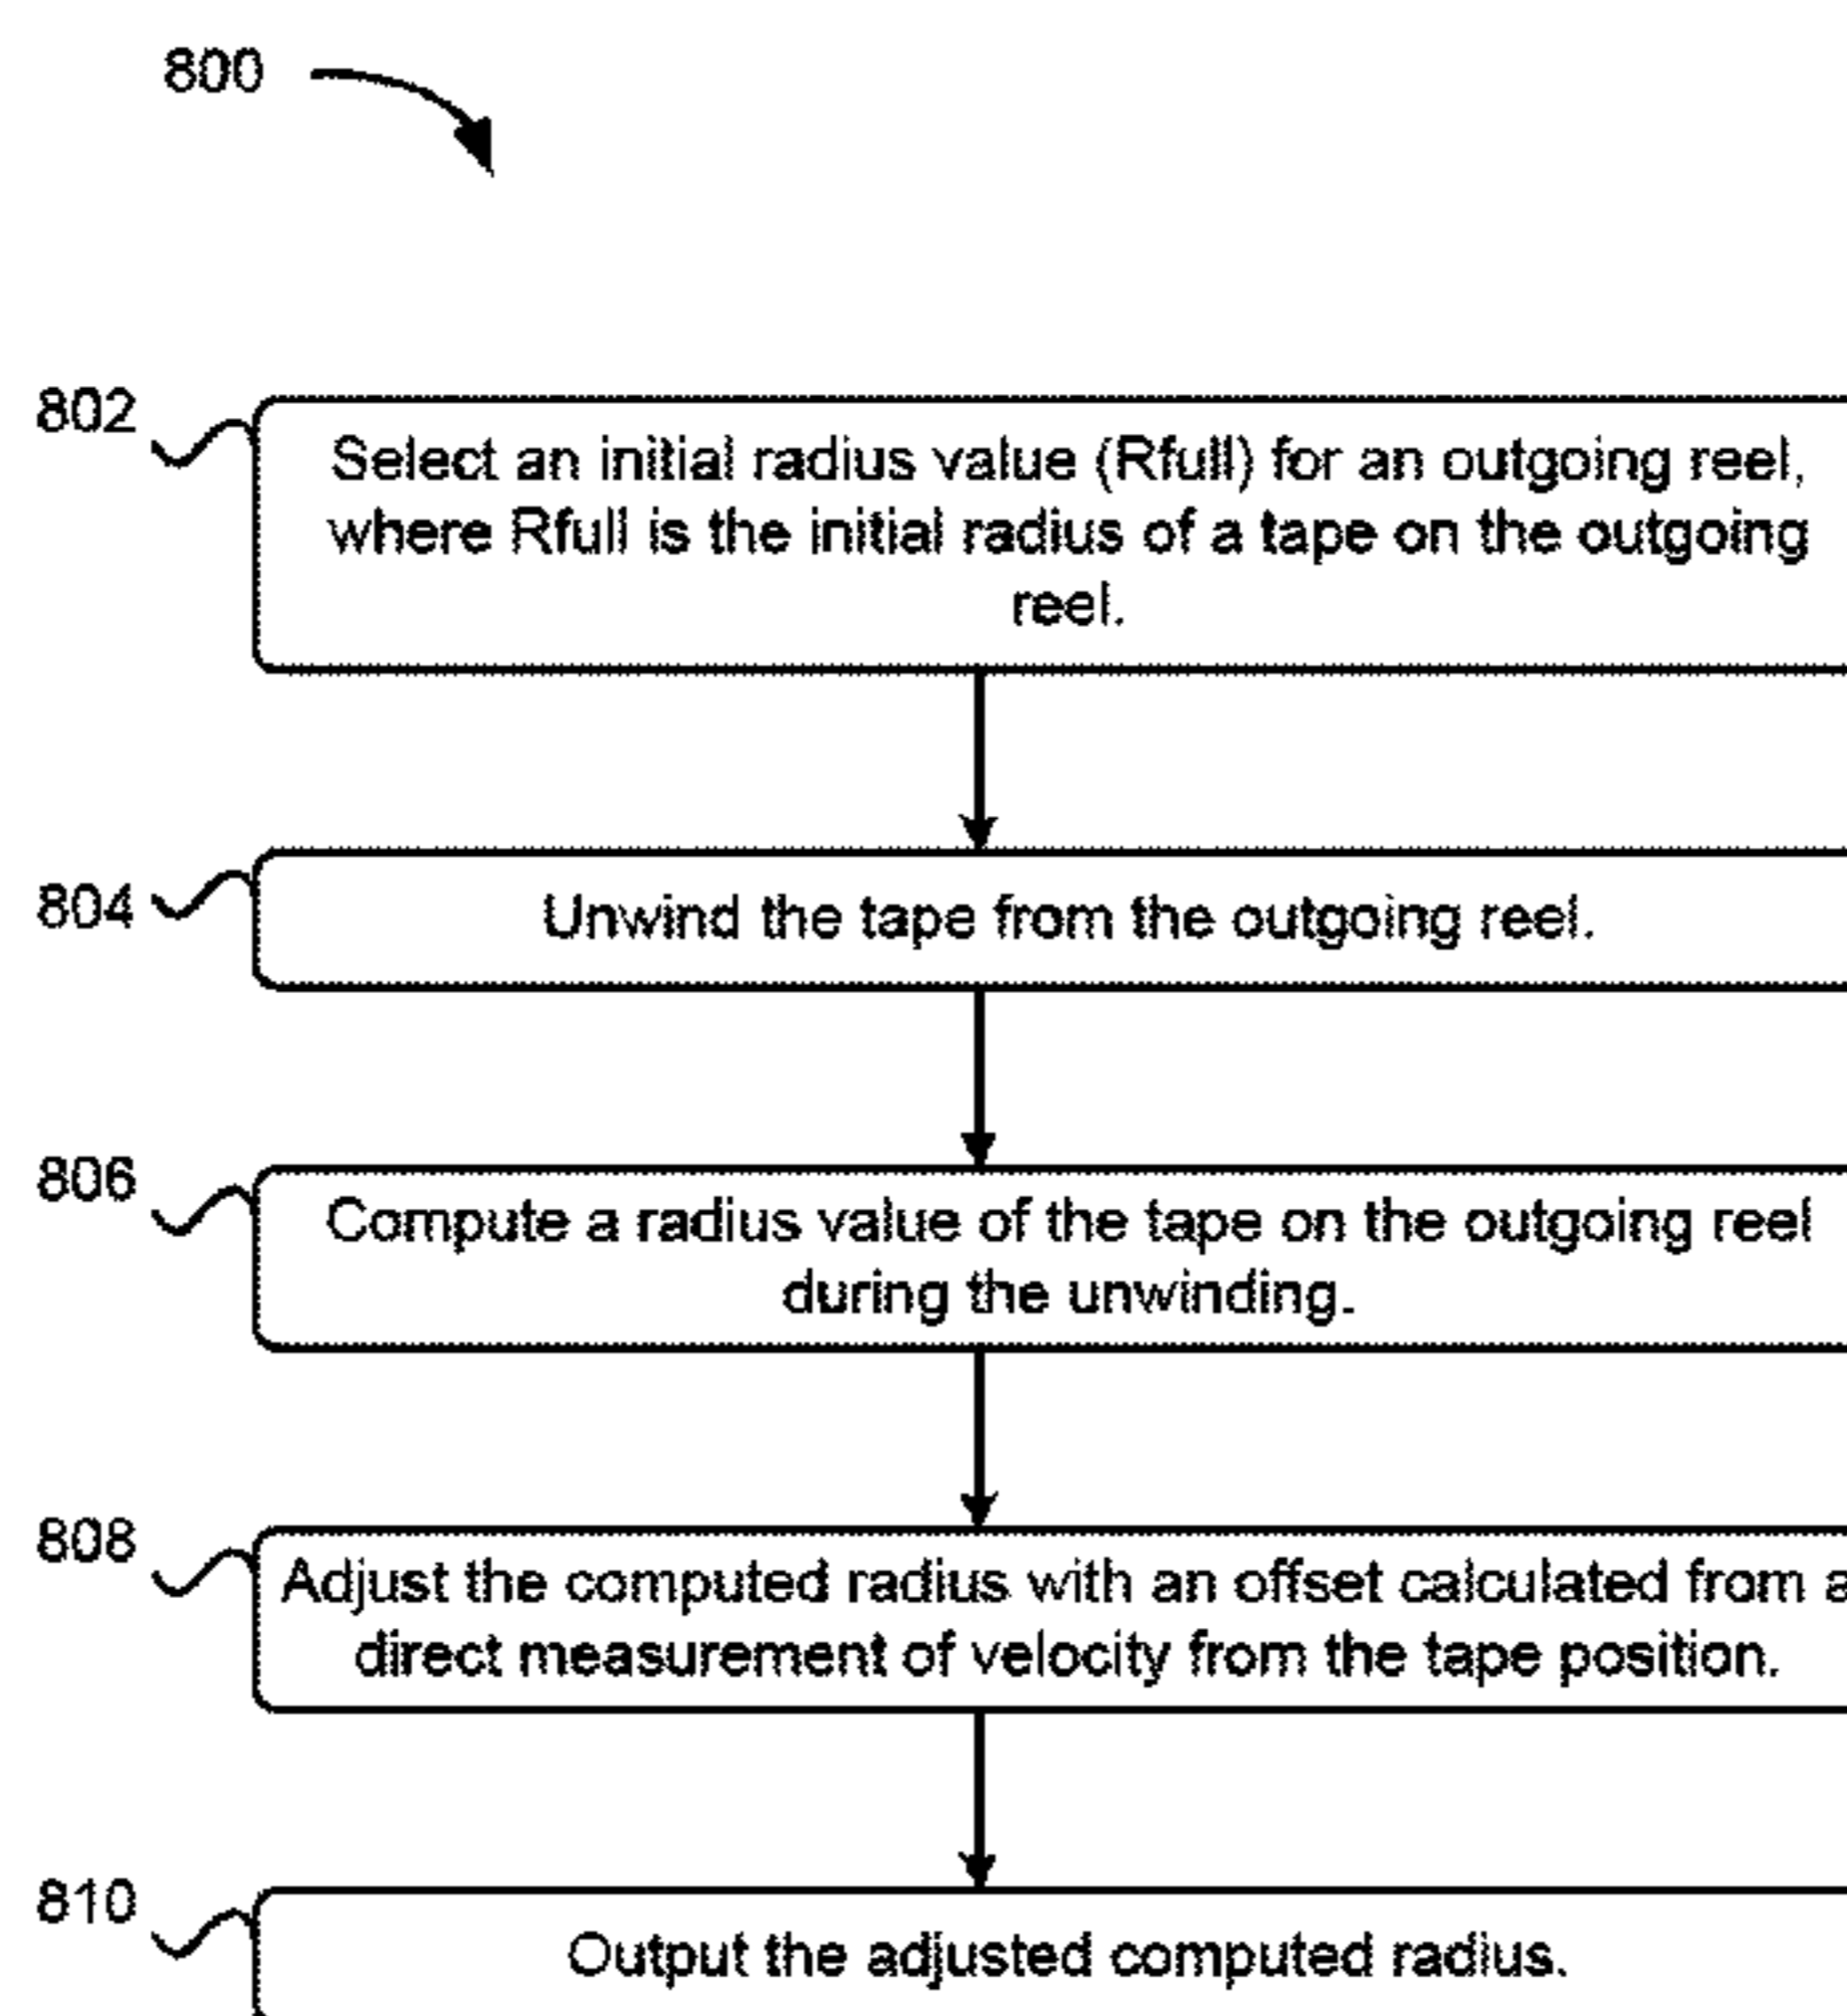 800
802
Select an initial radius value (Rfull) for an outgoing reel,
where Rfull is the initial radius of a tape on the outgoing
reel.
804
Unwind the tape from the outgoing reel.
806
Compute a radius value of the tape on the outgoing reel
during the unwinding.
808
Adjust the computed radius with an offset calculated from a
direct measurement of velocity from the tape position.
810
Output the adjusted computed radius.